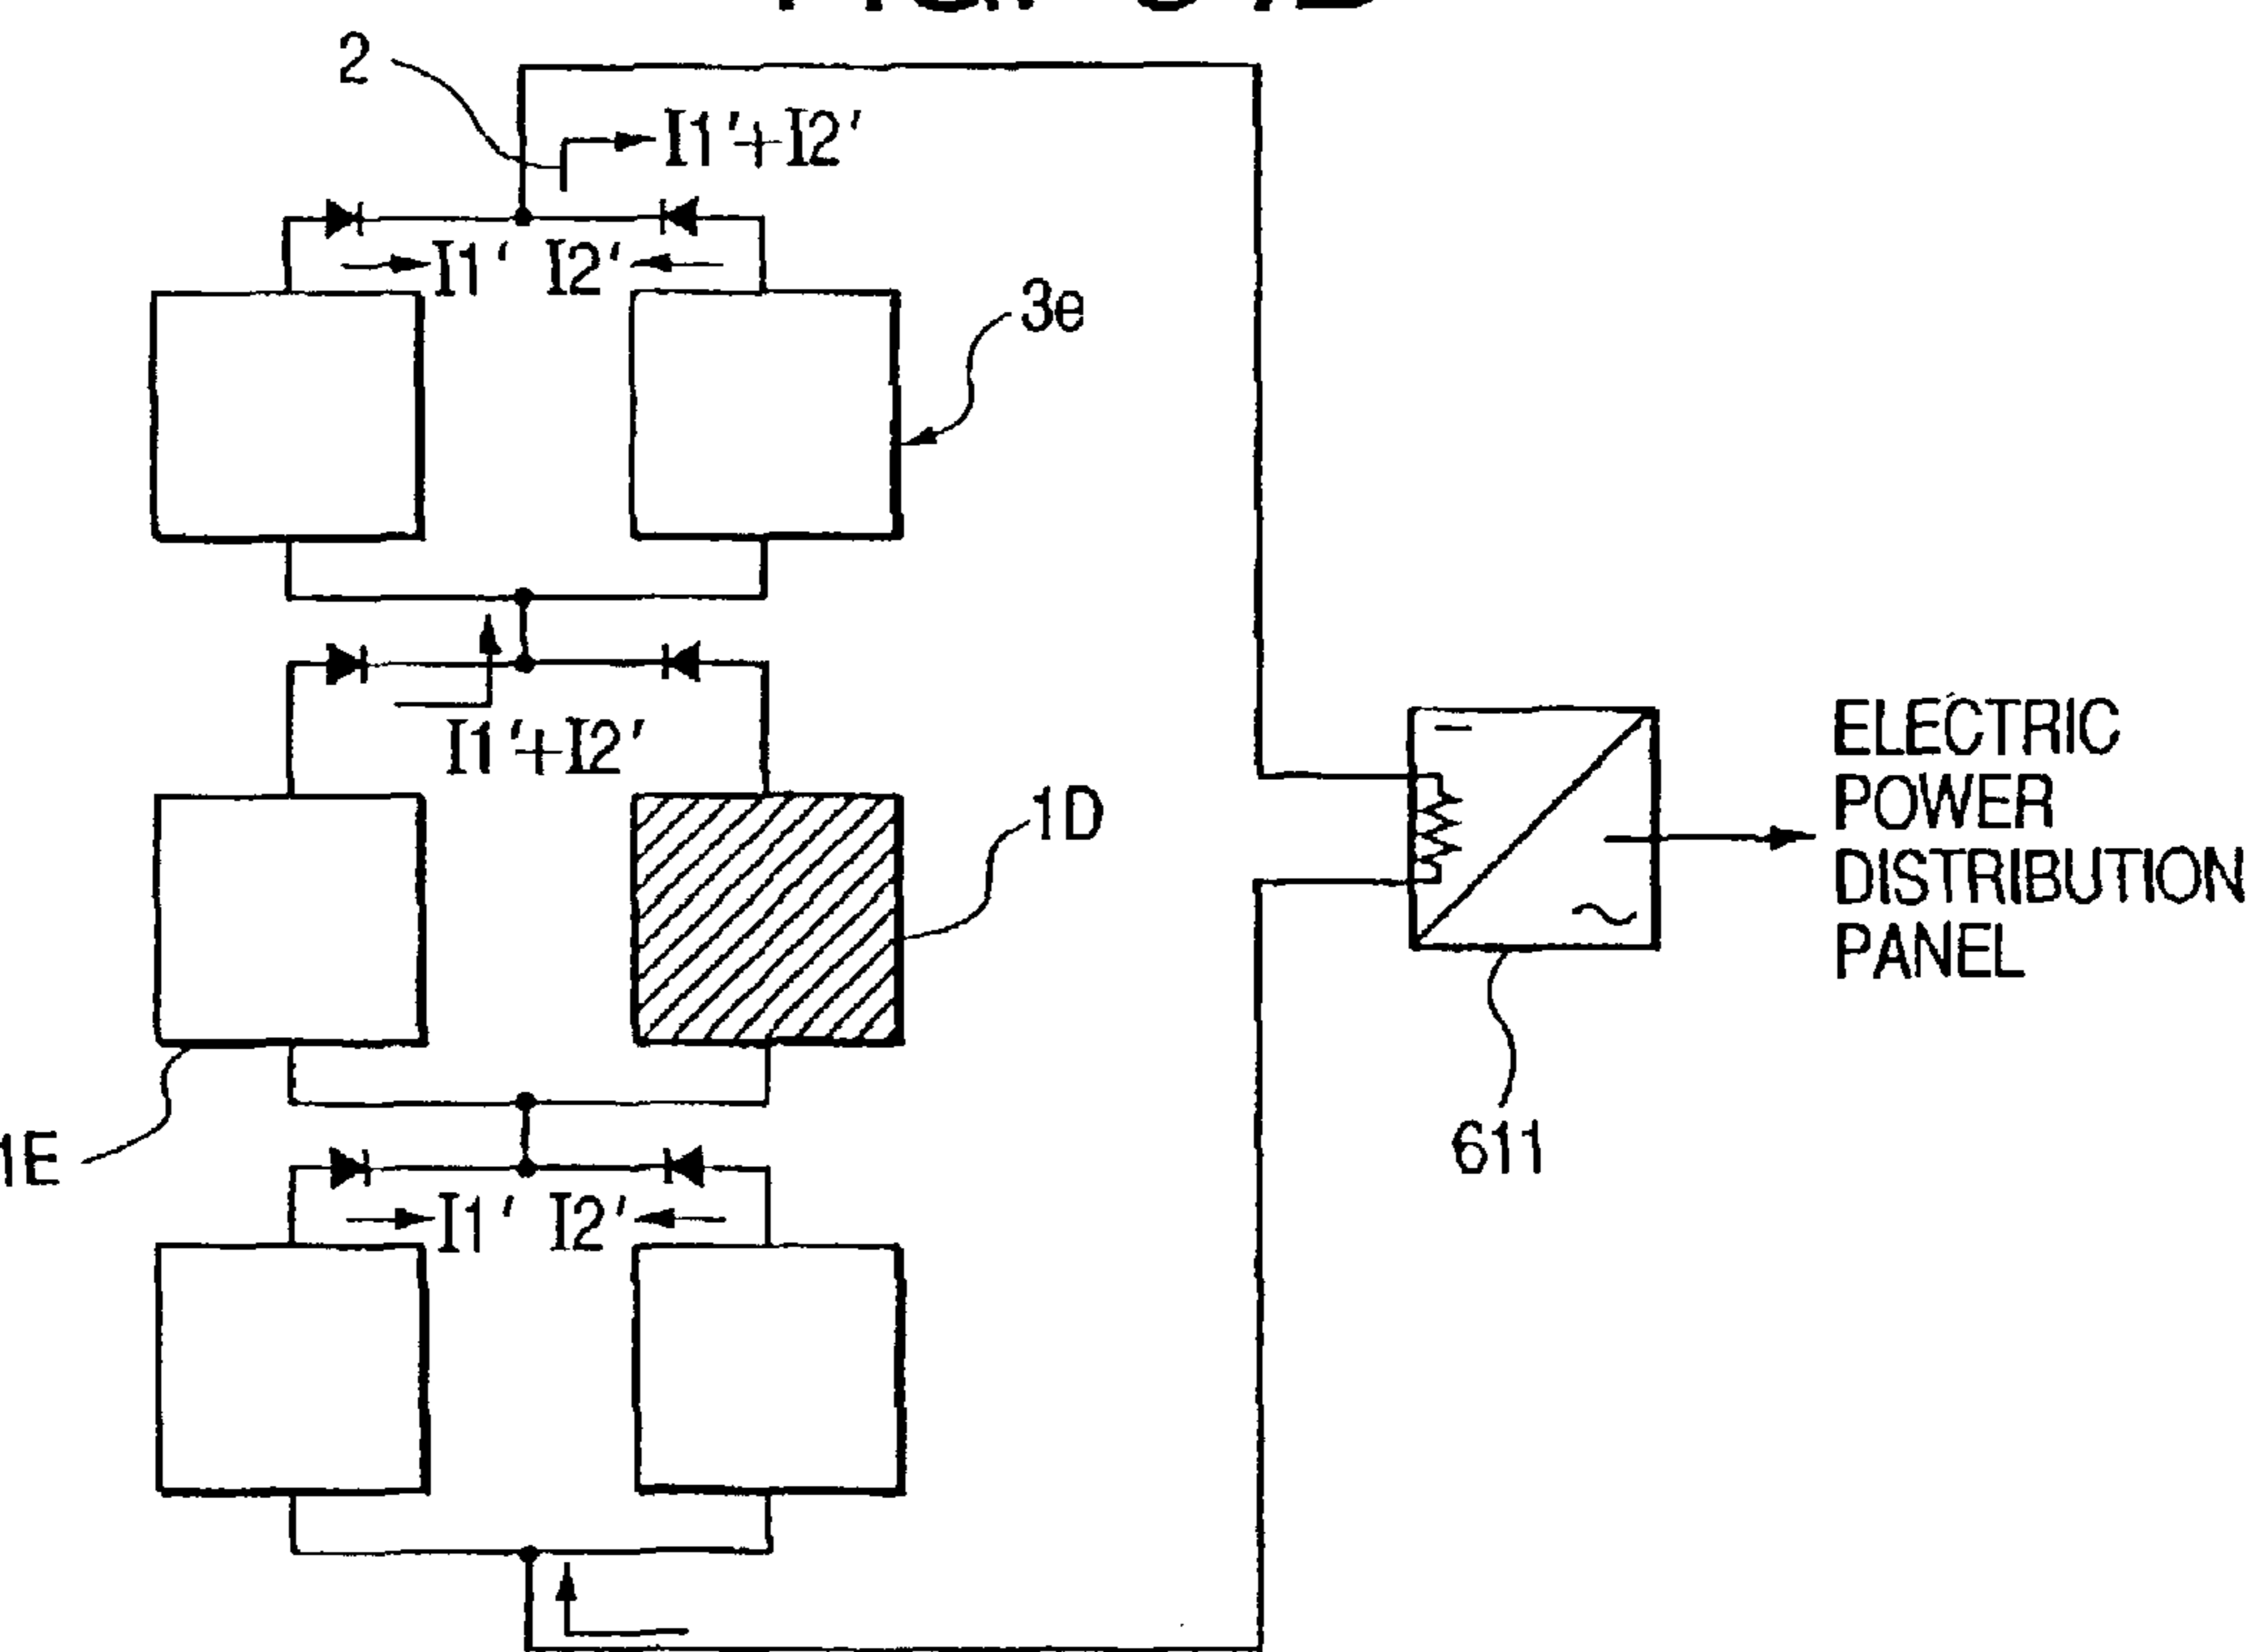 2
I1'+I2'
I1' I2'
3e
I1'+I2'
1D
ELECTRIC
POWER
DISTRIBUTION
PANEL
1E
611
I1' I2'